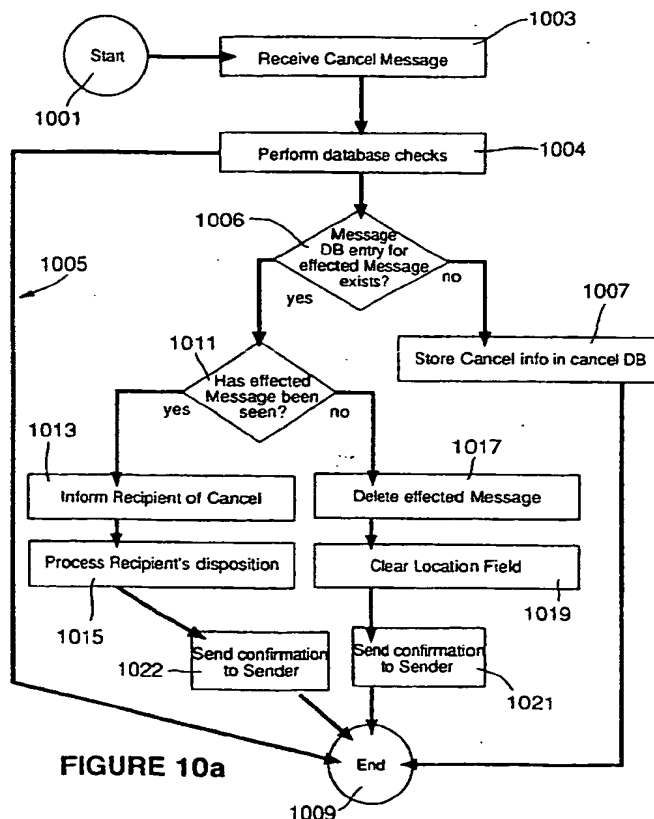 1003
Start
Receive Cancel Message
1001
Perform database checks
1004
1006
Message
DB entry for
effected Message
exists?
1005
yes
no
1007
1011
Store Cancel info in cancel DB
Has effected
Message been
seen?
yes
no
1013
1017
Inform Recipient of Cancel
Delete effected Message
Process Recipient's disposition
Clear Location Field
1015
1019
Send confirmation
to Sender
1022
Send confirmation
to Sender
1021
FIGURE 10a
End
1009